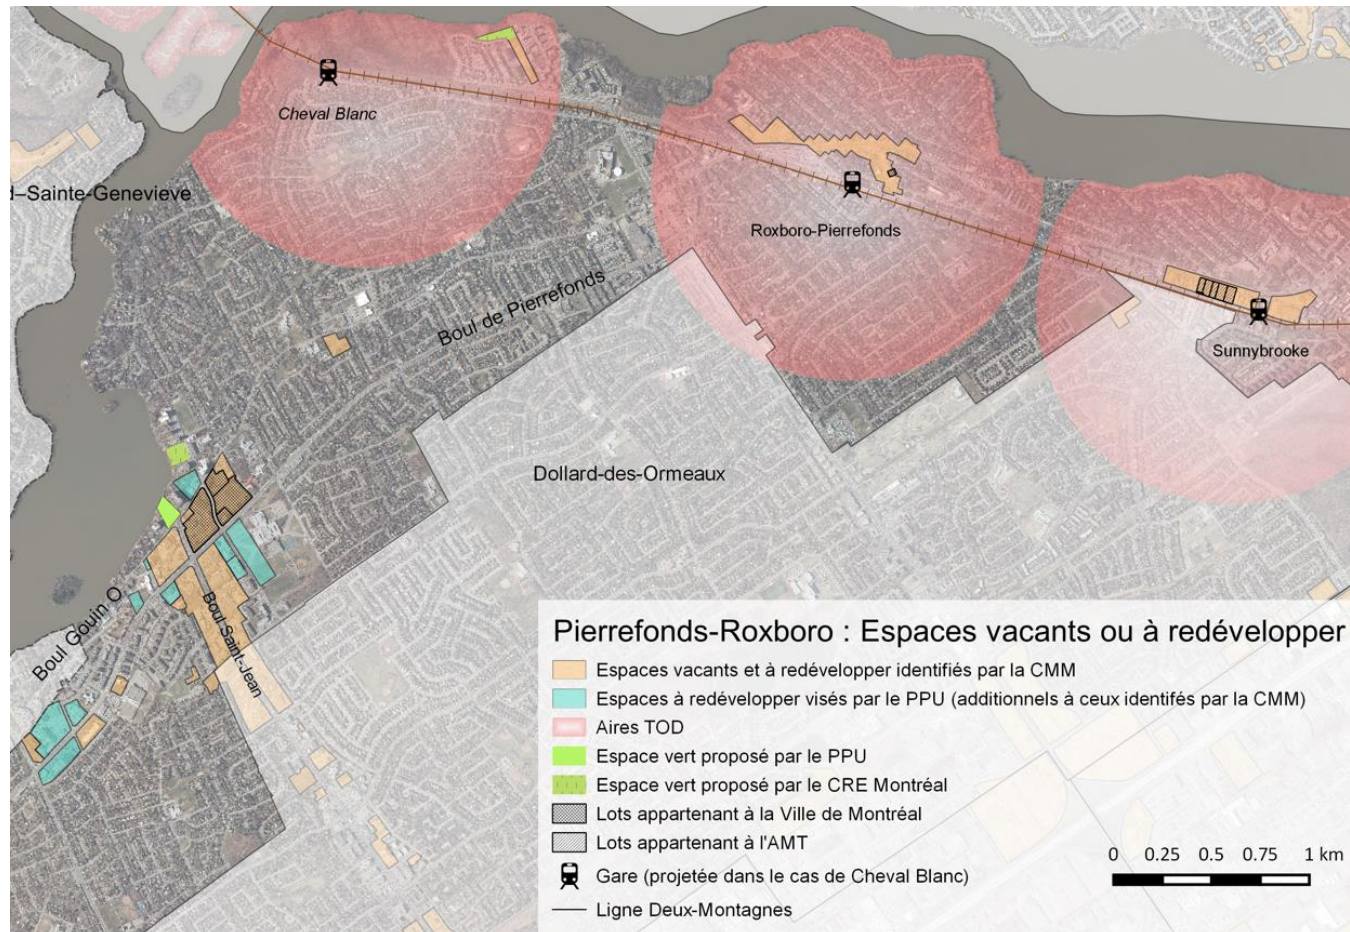 Cheval Blanc
d–Sainte-Geneviève
Roxboro-Pierrefonds
Boul de Pierrefonds
Sunnybrooke
Dollard-des-Ormeaux
Boul Gouin O
Boul Saint-Jean
Pierrefonds-Roxboro : Espaces vacants ou à redévelopper
Espaces vacants et à redévelopper identifiés par la CMM
Espaces à redévelopper visés par le PPU (additionnels à ceux identifés par la CMM)
Aires TOD
Espace vert proposé par le PPU
Espace vert proposé par le CRE Montréal
Lots appartenant à la Ville de Montréal
Lots appartenant à l'AMT
0 0.25 0.5 0.75 1 km
Gare (projetée dans le cas de Cheval Blanc)
Ligne Deux-Montagnes